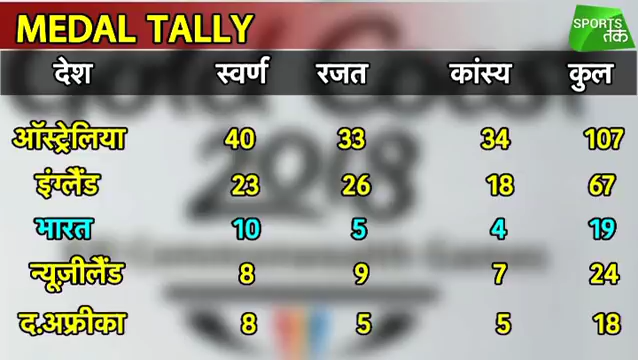 MEDAL TALLY
SPORTS
तक
देश स्वर्ण रजत कांस्य कुल
ऑस्ट्रेलिया 40 33 34 107
इंग्लैंड 23 26 18 67
भारत 10 5 4 19
न्यूज़ीलैंड 8 9 7 24
द.अफ्रीका 8 5 5 18